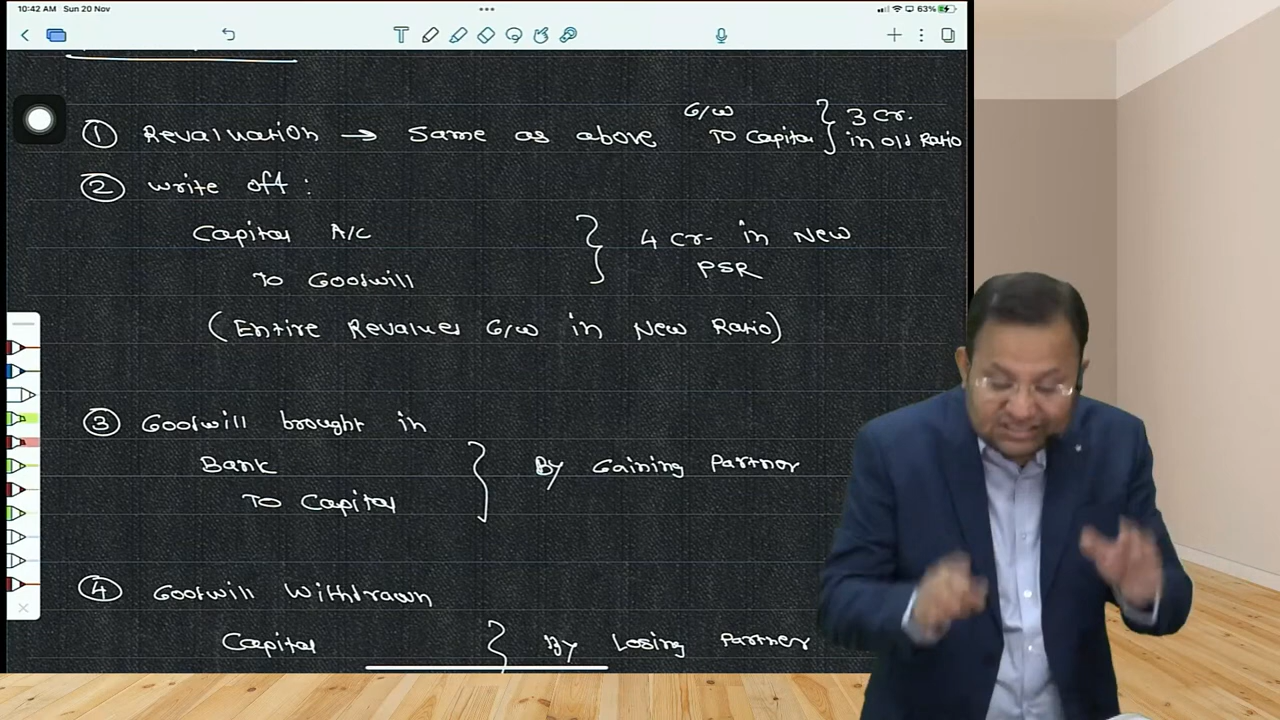 10:42 AM Sun 20 Nov
63%
① Revaluation → Same as above G/W To Capital } 3 Cr. in old Ratio
② Write off :
Capital A/C
To Goodwill
} 4 Cr. in New PSR
(Entire Revalued G/W in New Ratio)
③ Goodwill brought in
Bank
To Capital
} By Gaining Partner
④ Goodwill Withdrawn
Capital } By Losing Partner